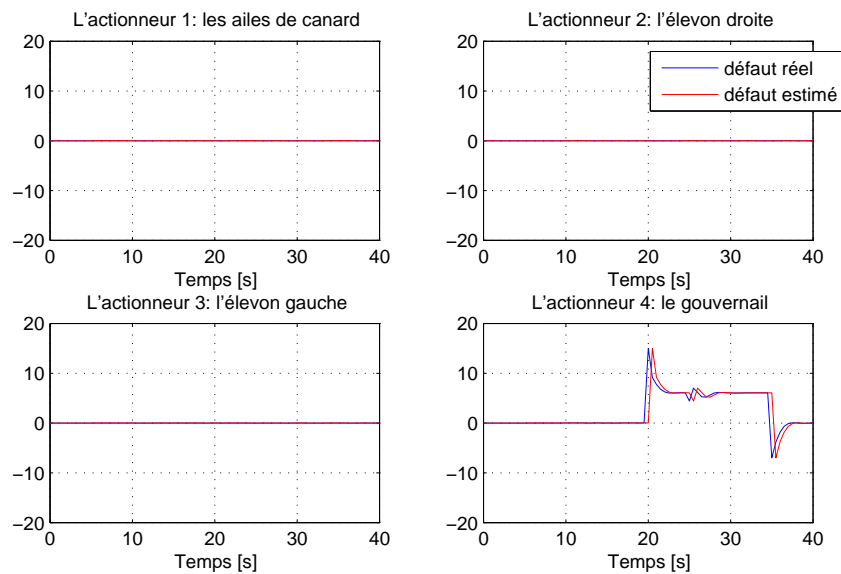 L'actionneur 1: les ailes de canard
20
10
0
−10
−20
0 10 20 30 40
Temps [s]
L'actionneur 2: l'élevon droite
défaut réel
défaut estimé
20
10
0
−10
−20
0 10 20 30 40
Temps [s]
L'actionneur 3: l'élevon gauche
20
10
0
−10
−20
0 10 20 30 40
Temps [s]
L'actionneur 4: le gouvernail
20
10
0
−10
−20
0 10 20 30 40
Temps [s]